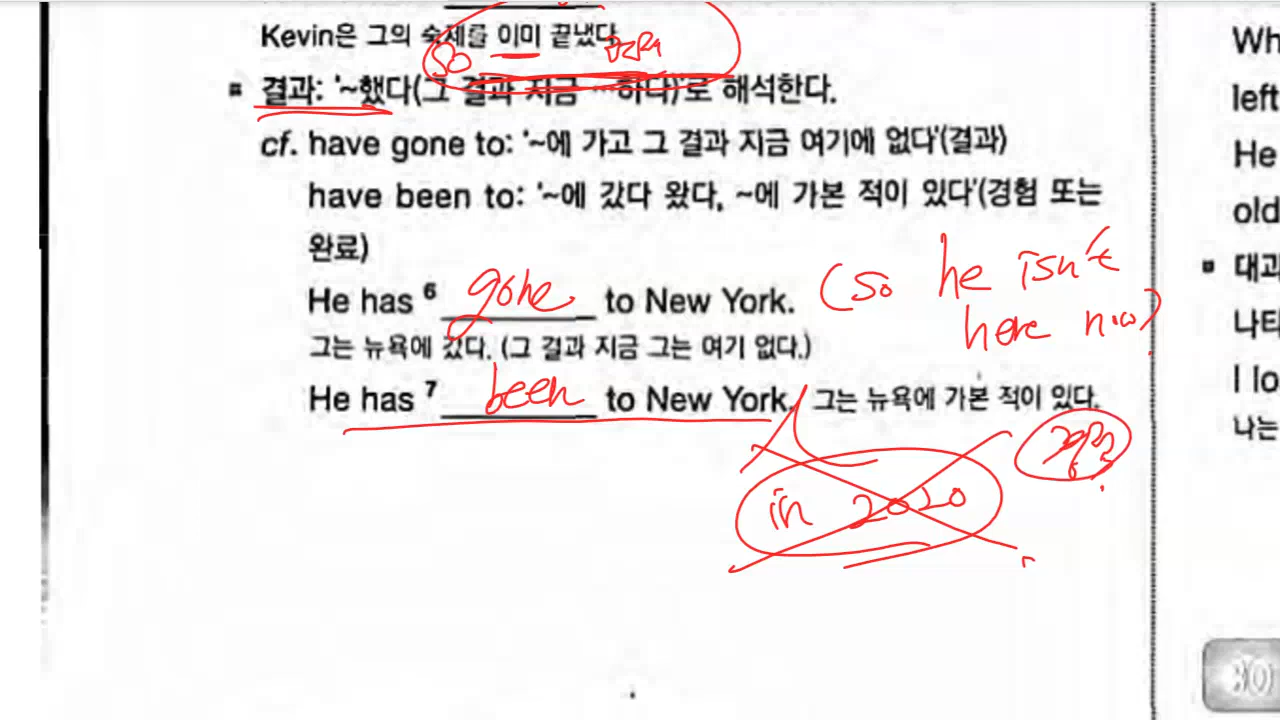 Kevin은 그의 숙제를 이미 끝냈다.
so
결과: '~했다(그 결과 지금 …하다)'로 해석한다.
cf. have gone to: '~에 가고 그 결과 지금 여기에 없다'(결과)
have been to: '~에 갔다 왔다, ~에 가본 적이 있다'(경험 또는
완료)
He has 6 gone to New York. (so he isn't
here now)
그는 뉴욕에 갔다. (그 결과 지금 그는 여기 없다.)
He has 7 been to New York. 그는 뉴욕에 가본 적이 있다.
in 2020
Wh
left
He
old
대과
나타
I lo
나는
30